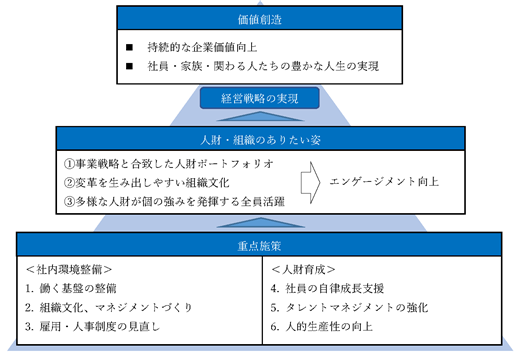 価値創造
■ 持続的な企業価値向上
■ 社員・家族・関わる人たちの豊かな人生の実現
経営戦略の実現
人財・組織のありたい姿
①事業戦略と合致した人財ポートフォリオ
②変革を生み出しやすい組織文化
③多様な人財が個の強みを発揮する全員活躍
エンゲージメント向上
重点施策
＜社内環境整備＞
1. 働く基盤の整備
2. 組織文化、マネジメントづくり
3. 雇用・人事制度の見直し
＜人財育成＞
4. 社員の自律成長支援
5. タレントマネジメントの強化
6. 人的生産性の向上